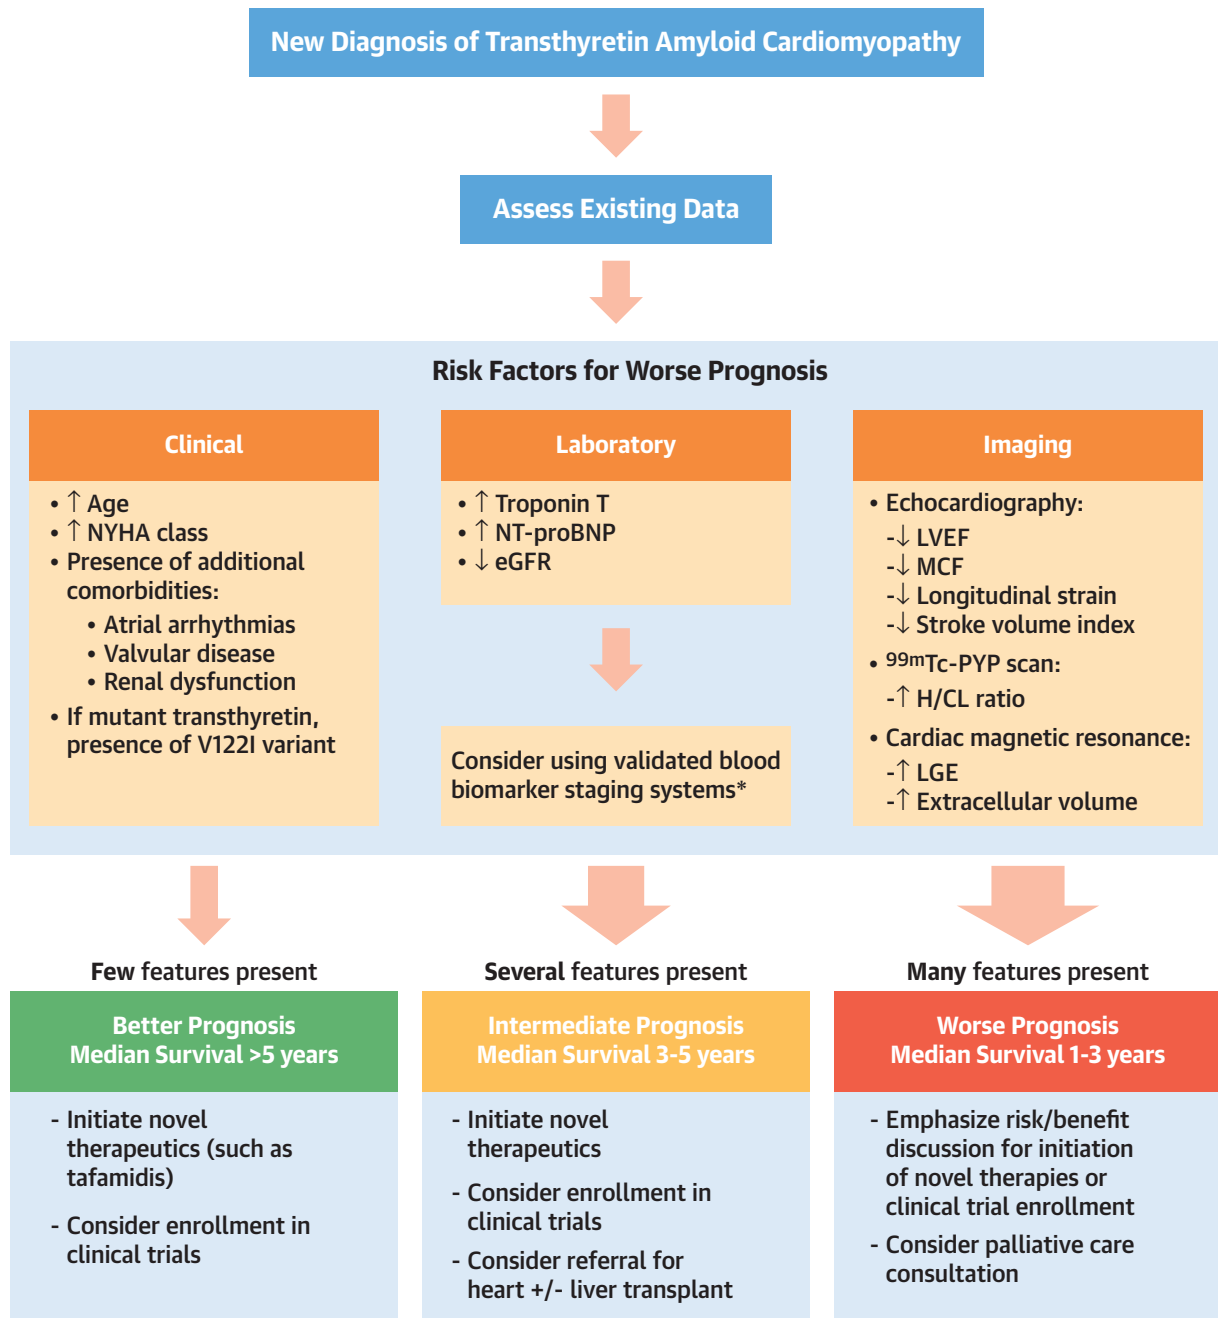 New Diagnosis of Transthyretin Amyloid Cardiomyopathy
Assess Existing Data
Risk Factors for Worse Prognosis
Clinical
• ↑ Age
• ↑ NYHA class
• Presence of additional
comorbidities:
• Atrial arrhythmias
• Valvular disease
• Renal dysfunction
• If mutant transthyretin,
presence of V122I variant
Laboratory
• ↑ Troponin T
• ↑ NT-proBNP
• ↓ eGFR
Consider using validated blood
biomarker staging systems*
Imaging
• Echocardiography:
-↓ LVEF
-↓ MCF
-↓ Longitudinal strain
-↓ Stroke volume index
• ⁹⁹ᵐTc-PYP scan:
-↑ H/CL ratio
• Cardiac magnetic resonance:
-↑ LGE
-↑ Extracellular volume
Few features present
Better Prognosis
Median Survival >5 years
- Initiate novel
therapeutics (such as
tafamidis)
- Consider enrollment in
clinical trials
Several features present
Intermediate Prognosis
Median Survival 3-5 years
- Initiate novel
therapeutics
- Consider enrollment in
clinical trials
- Consider referral for
heart +/- liver transplant
Many features present
Worse Prognosis
Median Survival 1-3 years
- Emphasize risk/benefit
discussion for initiation
of novel therapies or
clinical trial enrollment
- Consider palliative care
consultation